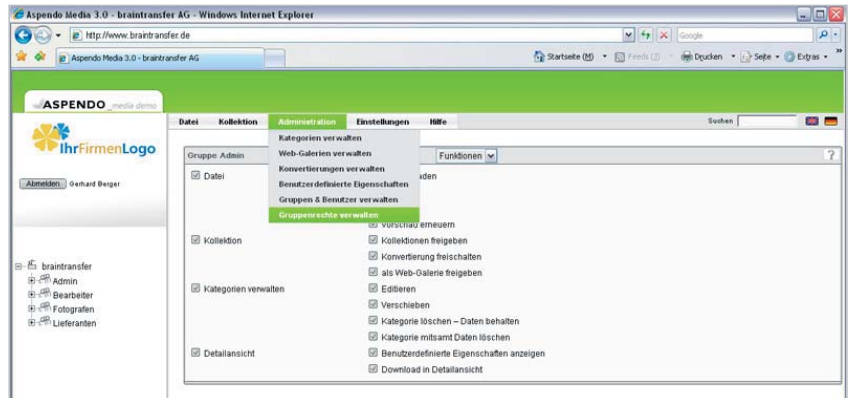 Aspendo Media 3.0 - braintransfer AG - Windows Internet Explorer
http://www.braintransfer.de
Google
Aspendo Media 3.0 - braintransfer AG
Startseite (M)
Feeds (J)
Drucken
Seite
Extras
ASPENDO media demo
Datei Kollektion Administration Einstellungen Hilfe
Suchen
IhrFirmenLogo
Abmelden Gerhard Berger
Kategorien verwalten
Web-Galerien verwalten
Konvertierungen verwalten
Benutzerdefinierte Eigenschaften
Gruppen & Benutzer verwalten
Gruppenrechte verwalten
Gruppe Admin
Funktionen
?
Datei
Vorschau erneuern
Kollektion
Kollektionen freigeben
Konvertierung freischalten
als Web-Galerie freigeben
Kategorien verwalten
Editieren
Verschieben
Kategorie löschen – Daten behalten
Kategorie mitsamt Daten löschen
Detailansicht
Benutzerdefinierte Eigenschaften anzeigen
Download in Detailansicht
braintransfer
Admin
Bearbeiter
Fotografen
Lieferanten